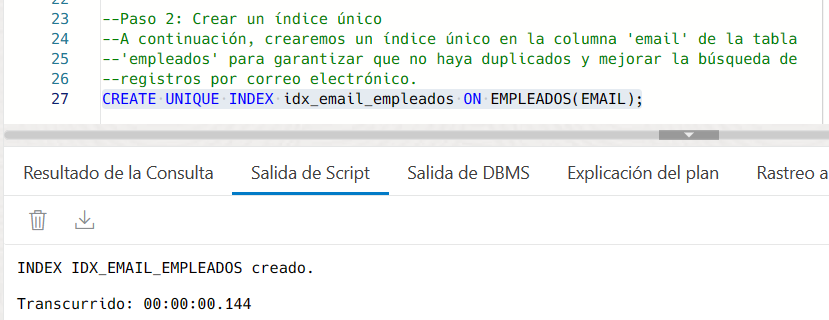 22
23 --Paso 2: Crear un índice único
24 --A continuación, crearemos un índice único en la columna 'email' de la tabla
25 --'empleados' para garantizar que no haya duplicados y mejorar la búsqueda de
26 --registros por correo electrónico.
27 CREATE UNIQUE INDEX idx_email_empleados ON EMPLEADOS(EMAIL);
Resultado de la Consulta Salida de Script Salida de DBMS Explicación del plan Rastreo a
INDEX IDX_EMAIL_EMPLEADOS creado.
Transcurrido: 00:00:00.144